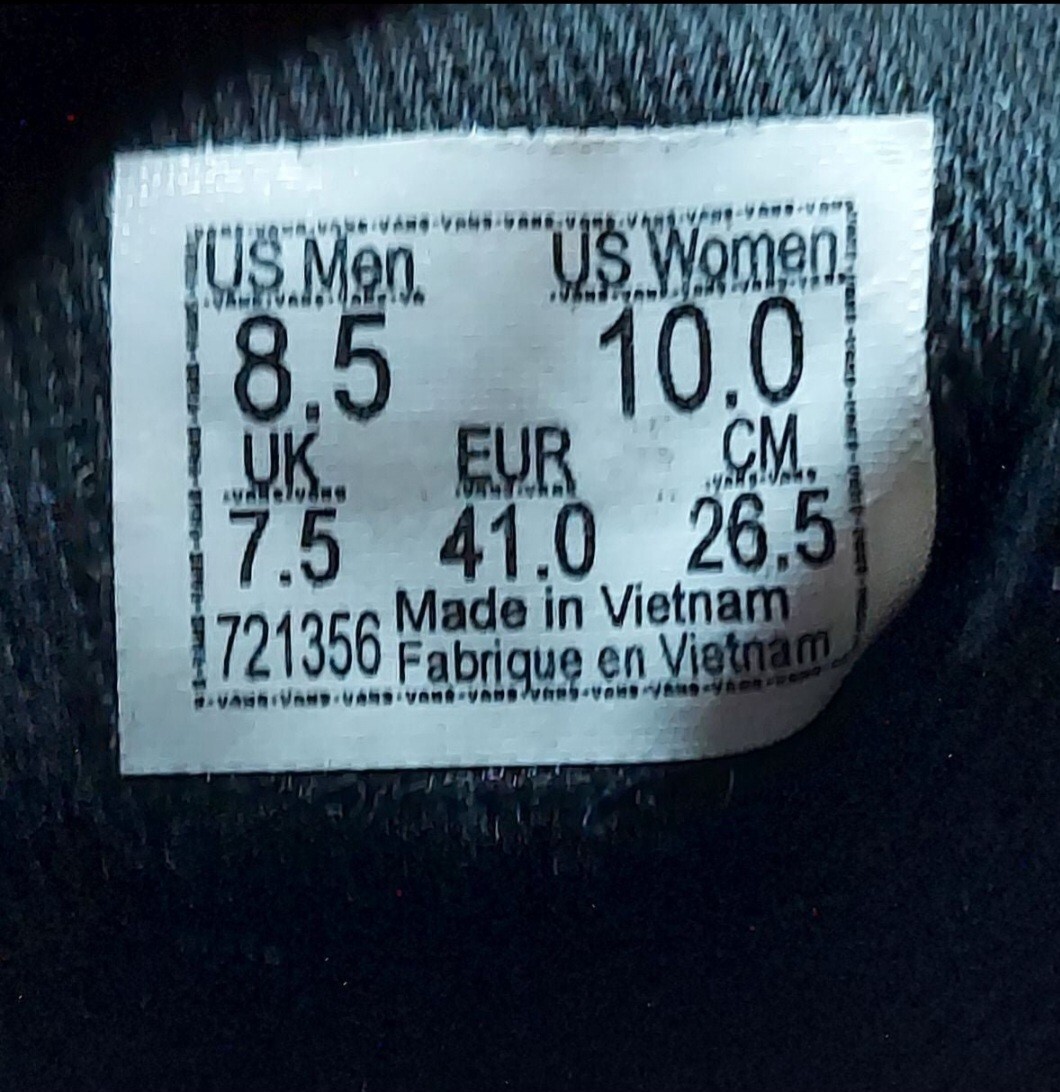 US Men US Women
8.5 10.0
UK EUR CM
7.5 41.0 26.5
721356 Made in Vietnam
Fabrique en Vietnam